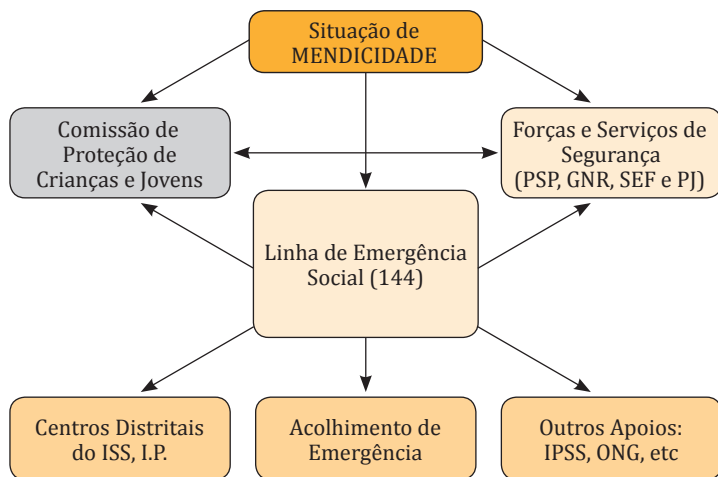 Situação de
MENDICIDADE
Comissão de
Proteção de
Crianças e Jovens
Forças e Serviços de
Segurança
(PSP, GNR, SEF e PJ)
Linha de Emergência
Social (144)
Centros Distritais
do ISS, I.P.
Acolhimento de
Emergência
Outros Apoios:
IPSS, ONG, etc